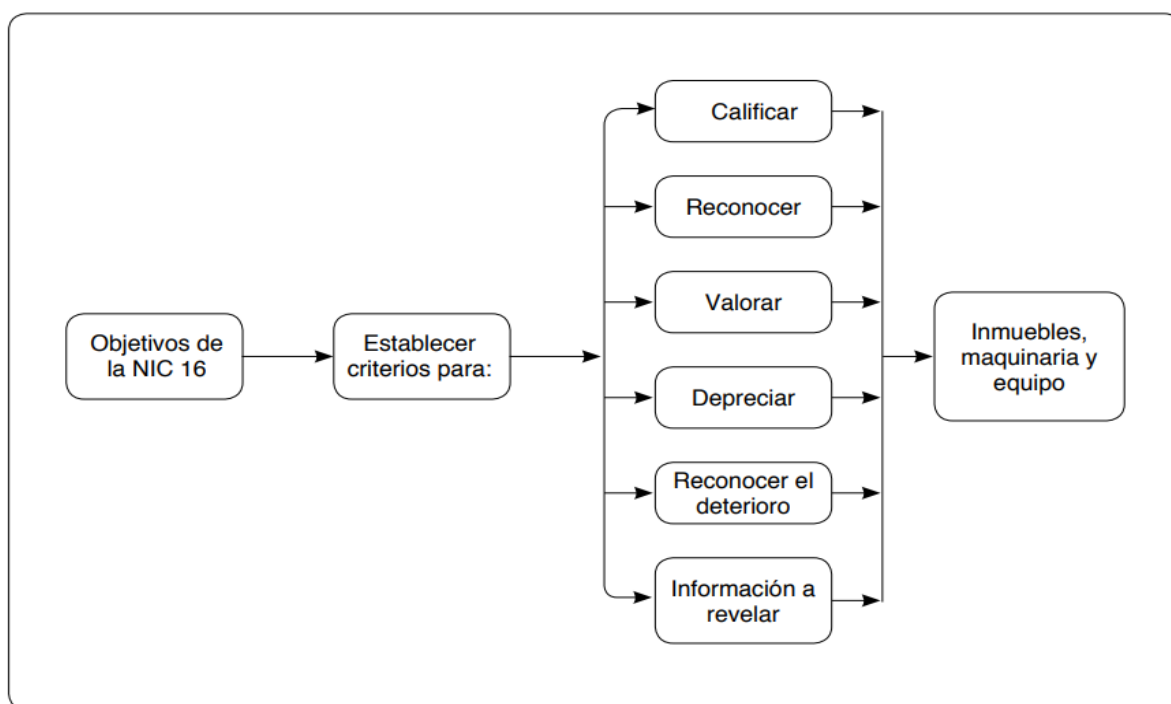 Objetivos de
la NIC 16
Establecer
criterios para:
Calificar
Reconocer
Valorar
Depreciar
Reconocer el
deterioro
Información a
revelar
Inmuebles,
maquinaria y
equipo